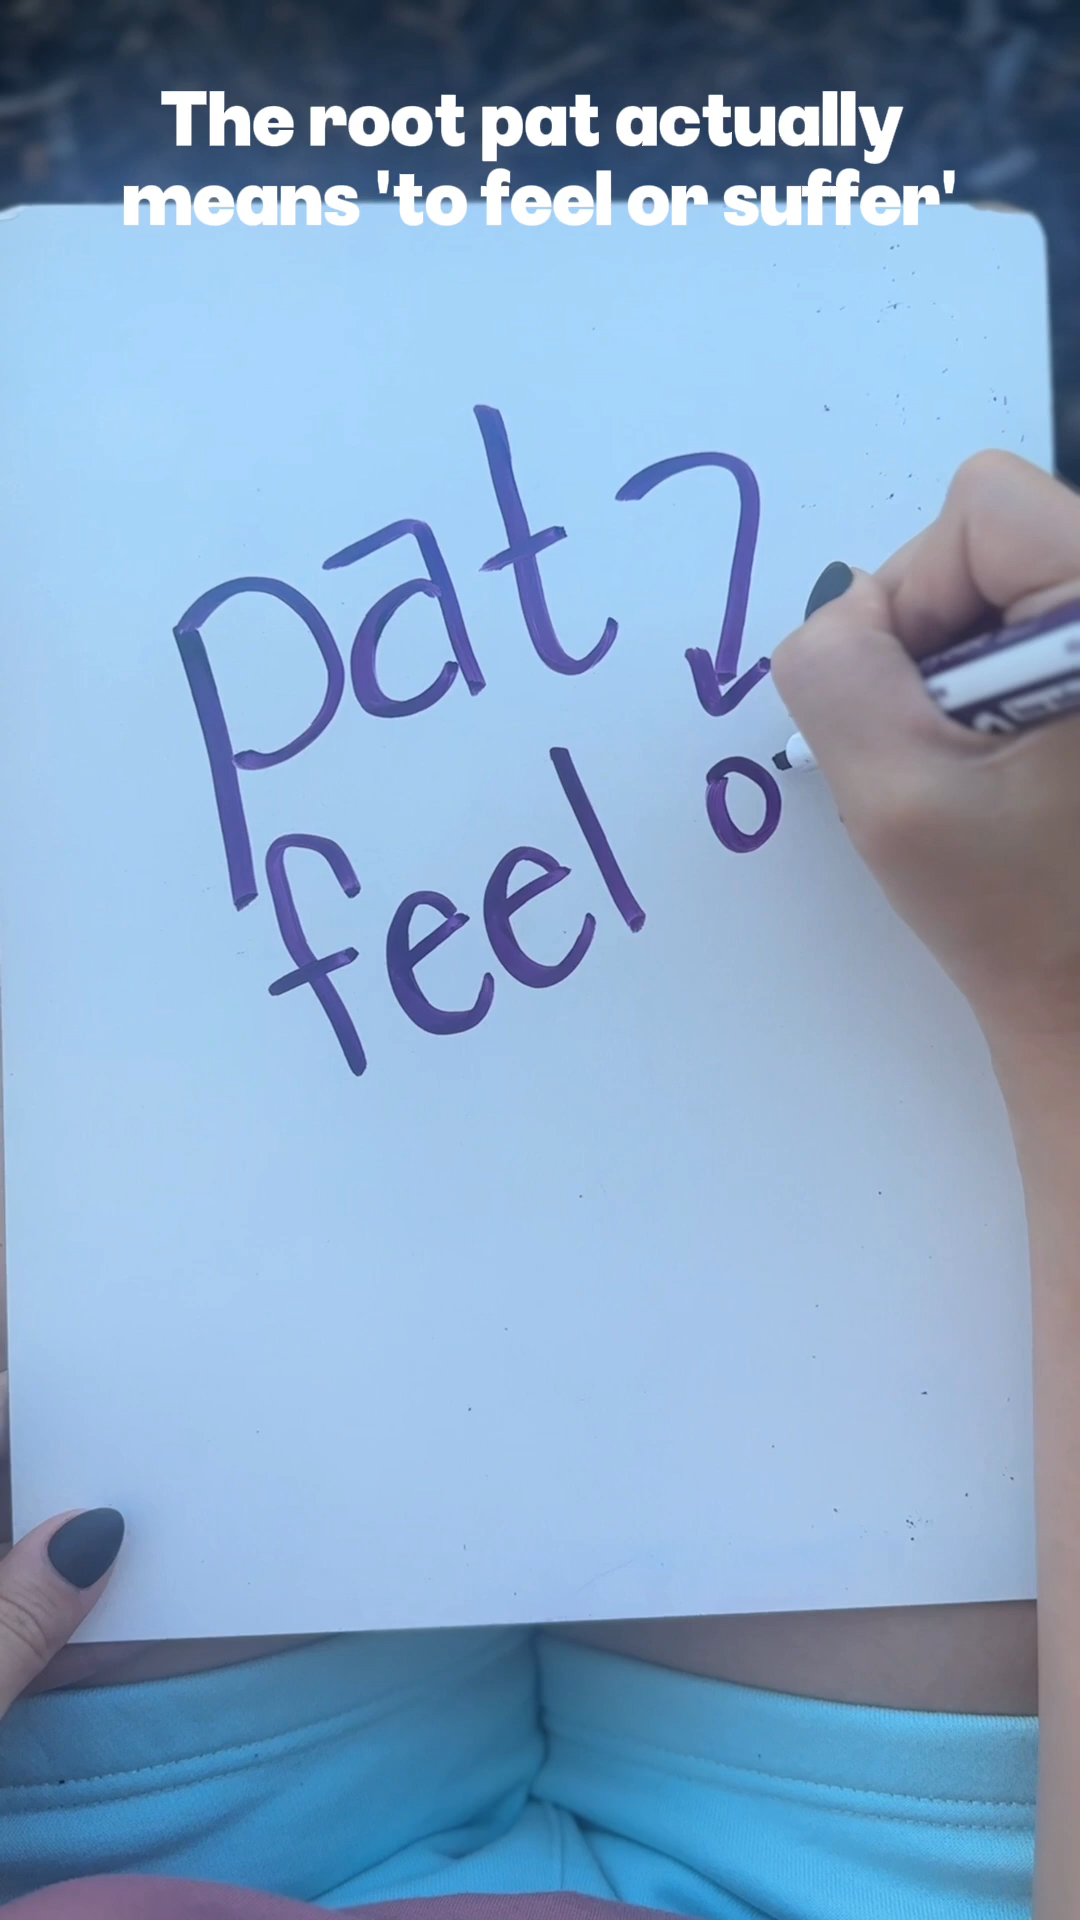 The root pat actually
means 'to feel or suffer'
pat
feel o